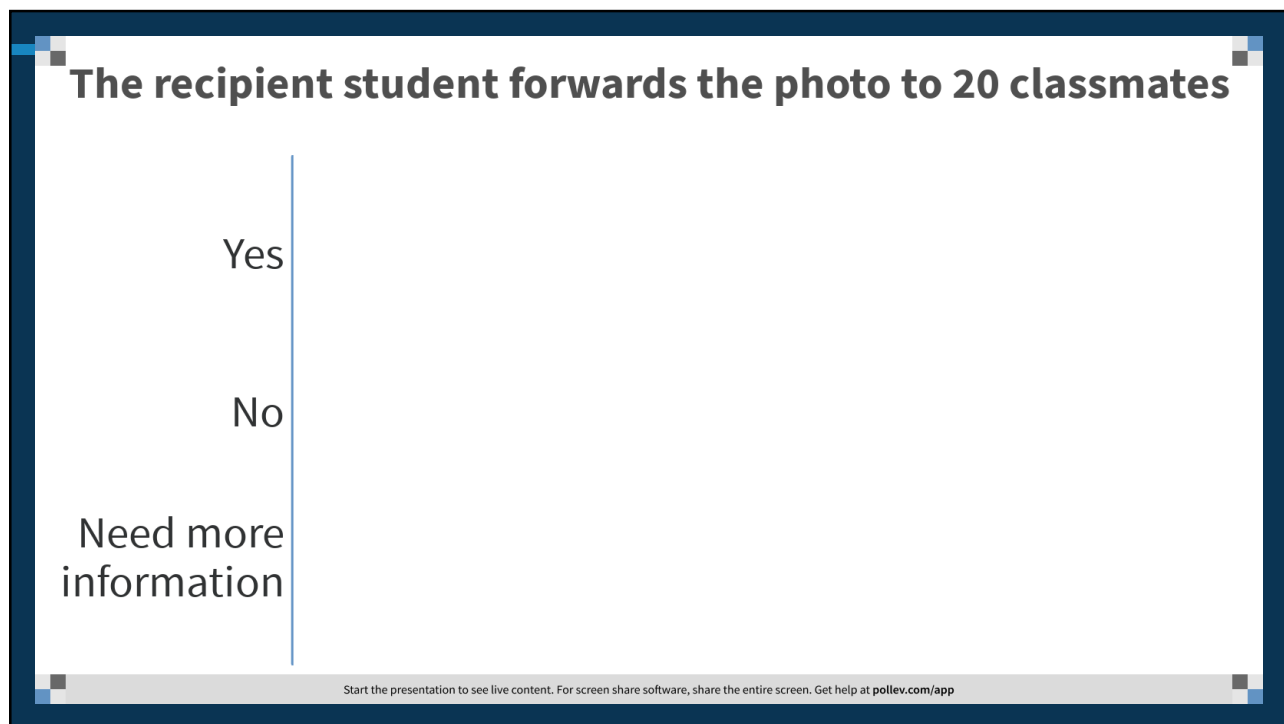 The recipient student forwards the photo to 20 classmates
Yes
No
Need more
information
Start the presentation to see live content. For screen share software, share the entire screen. Get help at pollev.com/app